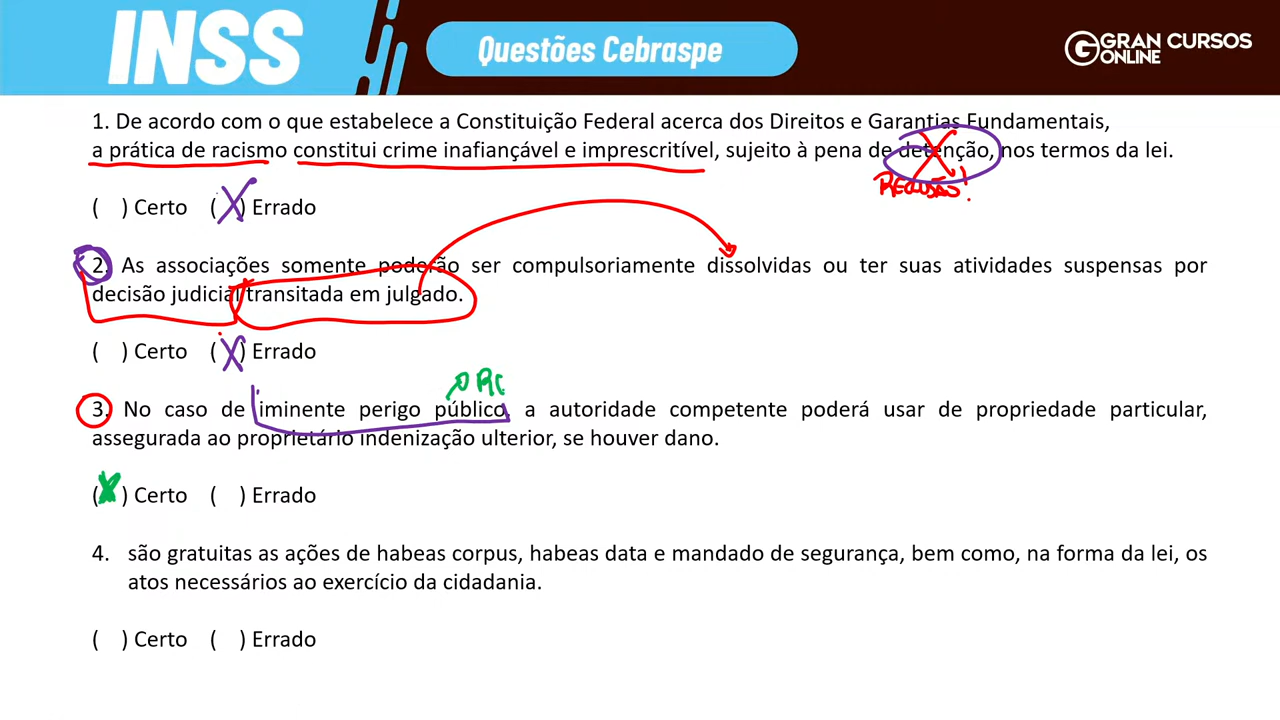 INSS
Questões Cebraspe
GRAN CURSOS
ONLINE
1. De acordo com o que estabelece a Constituição Federal acerca dos Direitos e Garantias Fundamentais,
a prática de racismo constitui crime inafiançável e imprescritível, sujeito à pena de detenção, nos termos da lei.
RECLUSÃO!
( ) Certo (X) Errado
2. As associações somente poderão ser compulsoriamente dissolvidas ou ter suas atividades suspensas por
decisão judicial transitada em julgado.
( ) Certo (X) Errado
3. No caso de iminente perigo público, a autoridade competente poderá usar de propriedade particular,
assegurada ao proprietário indenização ulterior, se houver dano.
(X) Certo ( ) Errado
4. são gratuitas as ações de habeas corpus, habeas data e mandado de segurança, bem como, na forma da lei, os
atos necessários ao exercício da cidadania.
( ) Certo ( ) Errado